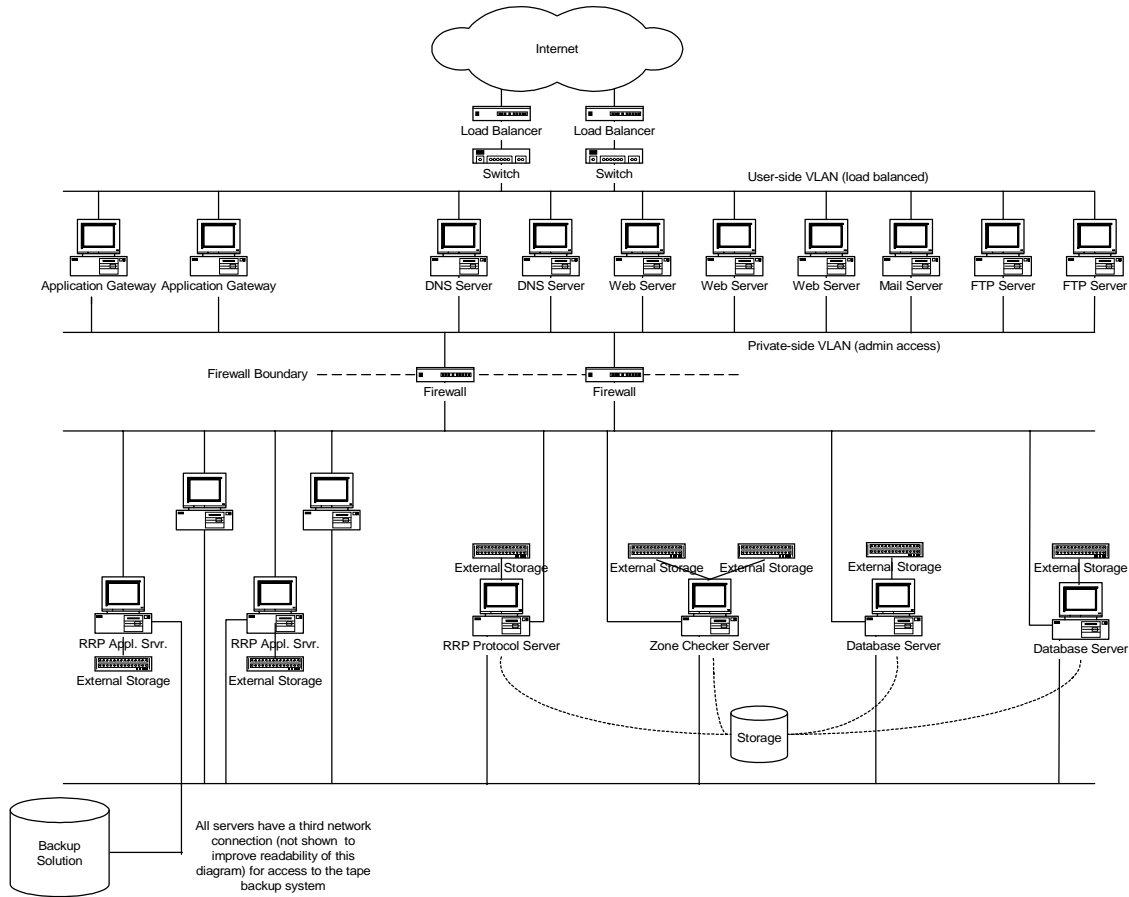 Internet
Load Balancer
Load Balancer
Switch
Switch
User-side VLAN (load balanced)
Application Gateway
Application Gateway
DNS Server
DNS Server
Web Server
Web Server
Web Server
Mail Server
FTP Server
FTP Server
Private-side VLAN (admin access)
Firewall Boundary
Firewall
Firewall
External Storage
External Storage
External Storage
External Storage
External Storage
RRP Appl. Srvr.
RRP Appl. Srvr.
RRP Protocol Server
Zone Checker Server
Database Server
Database Server
External Storage
External Storage
Storage
Backup
Solution
All servers have a third network
connection (not shown to
improve readability of this
diagram) for access to the tape
backup system